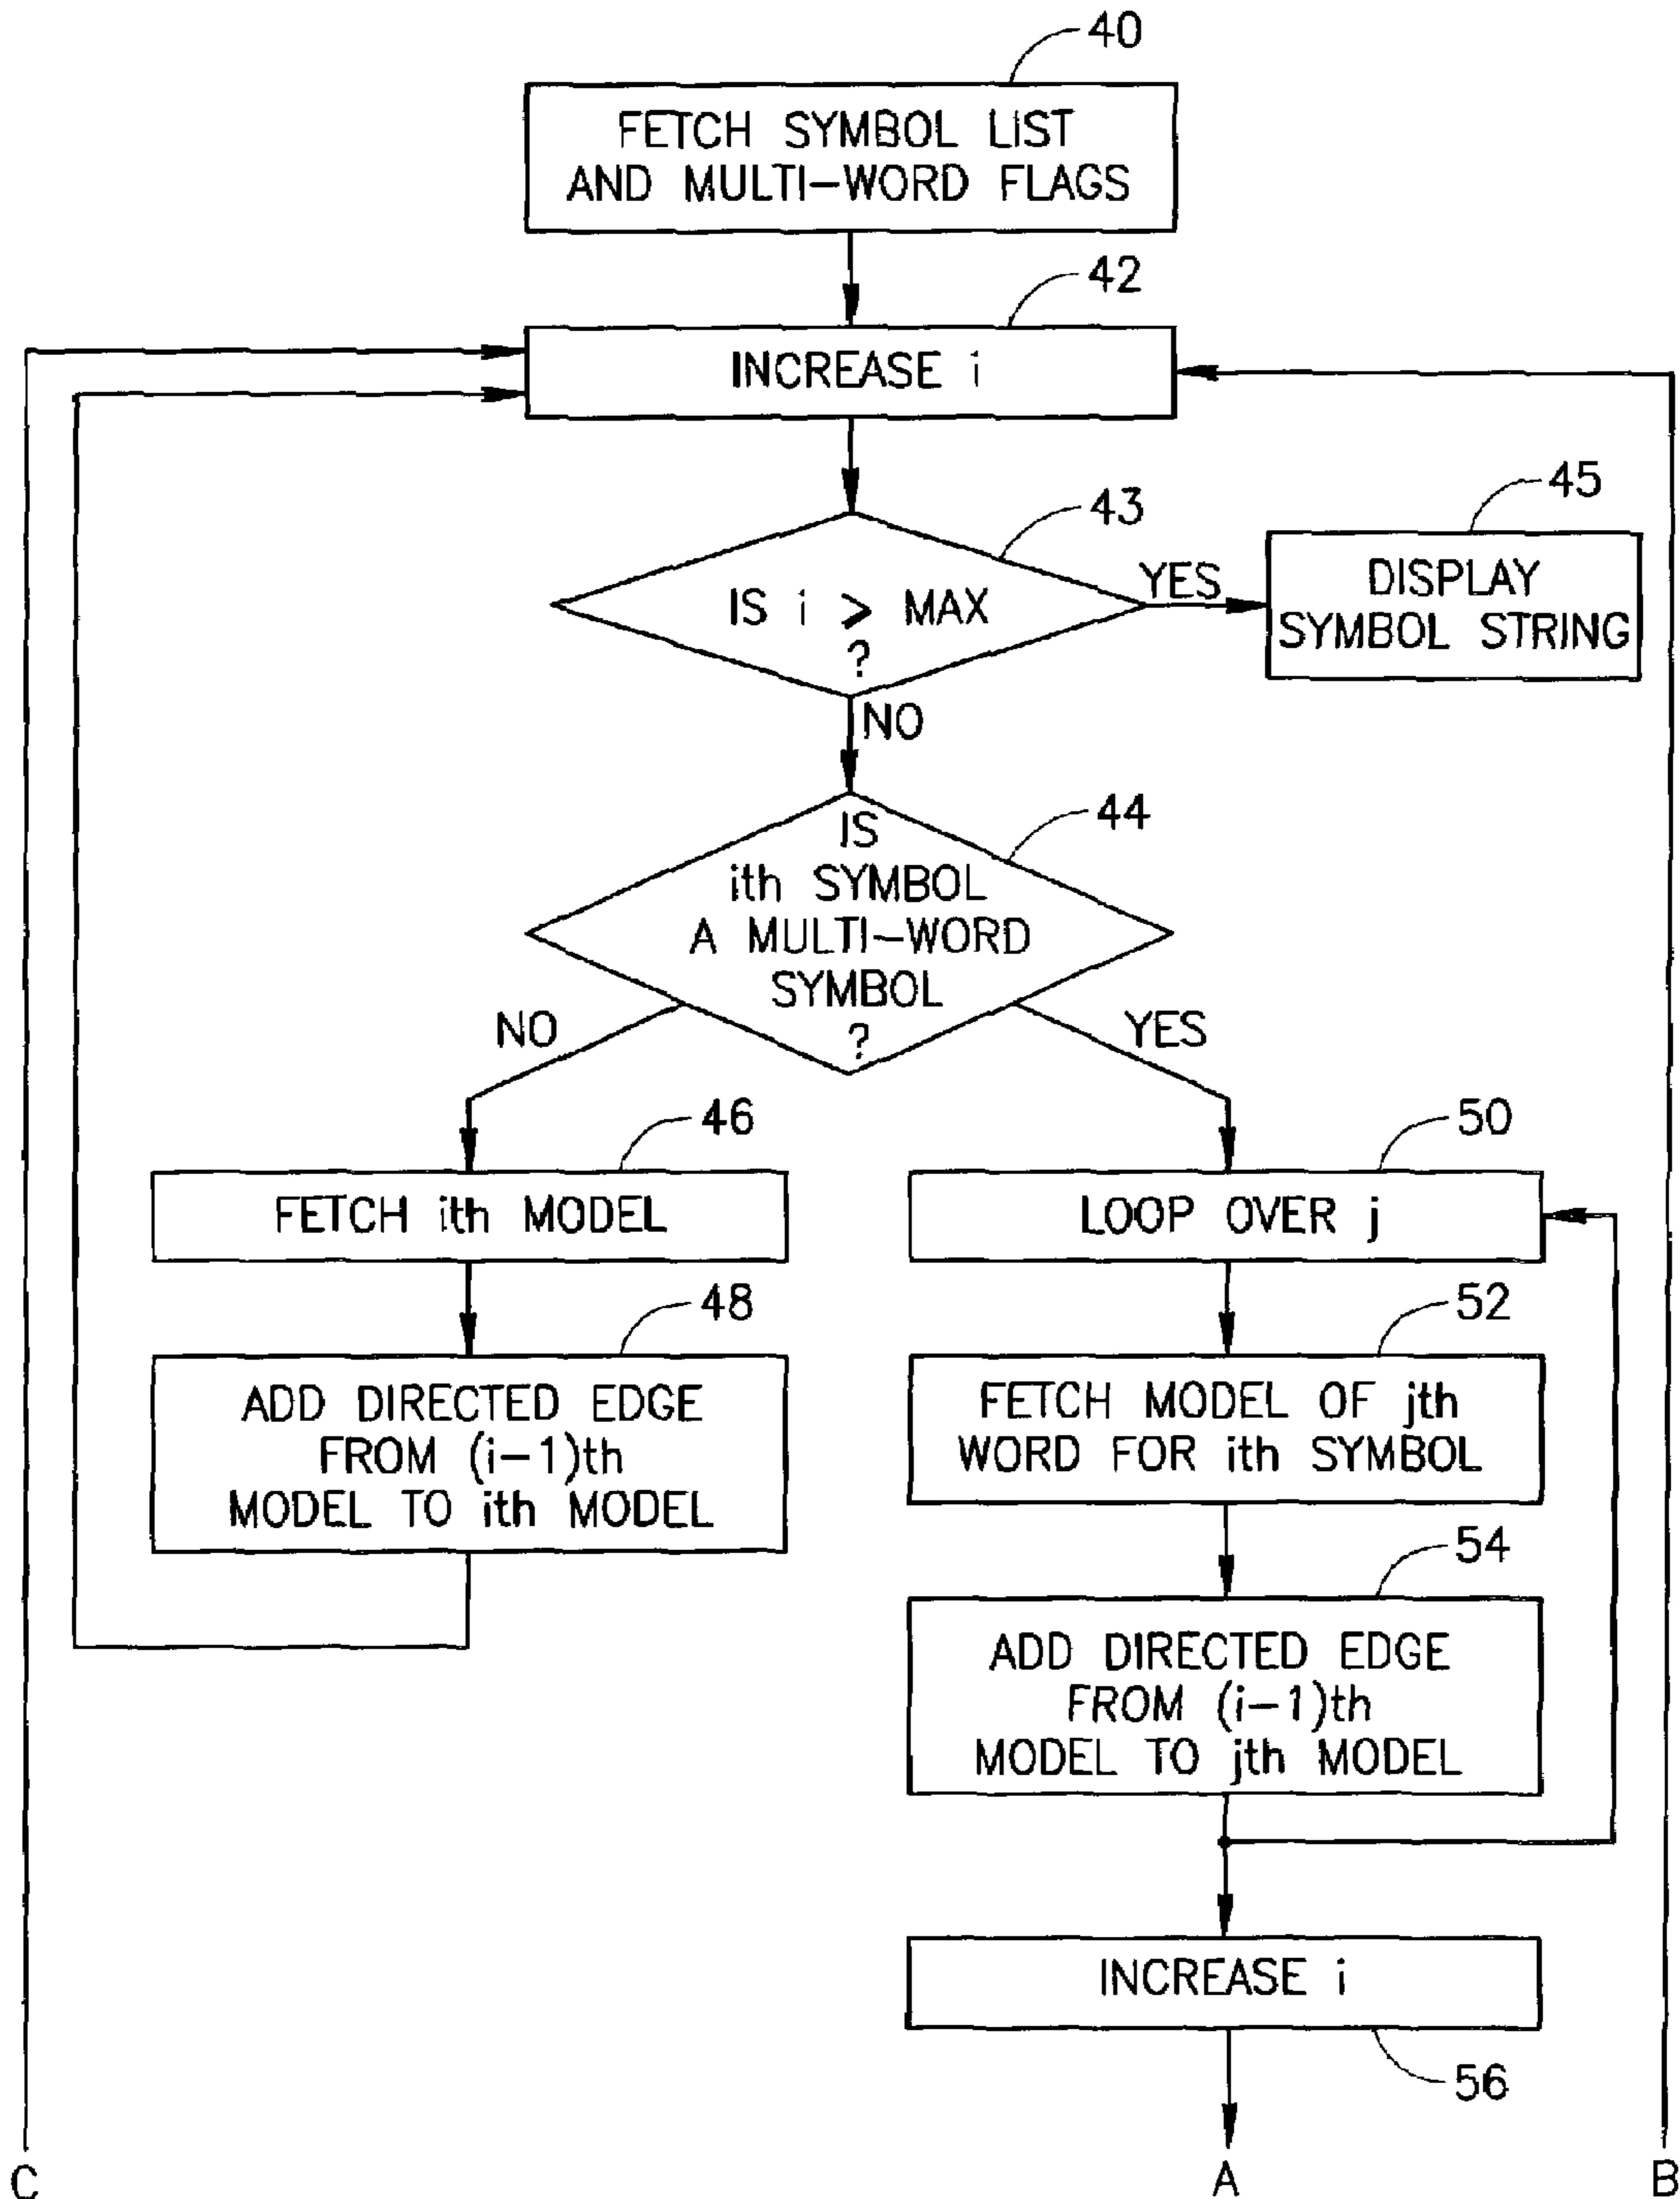 40
FETCH SYMBOL LIST
AND MULTI-WORD FLAGS
42
INCREASE i
43
IS i > MAX
?
YES
45
DISPLAY
SYMBOL STRING
NO
44
IS
ith SYMBOL
A MULTI-WORD
SYMBOL
?
NO
YES
46
FETCH ith MODEL
50
LOOP OVER j
48
ADD DIRECTED EDGE
FROM (i-1)th
MODEL TO ith MODEL
52
FETCH MODEL OF jth
WORD FOR ith SYMBOL
54
ADD DIRECTED EDGE
FROM (i-1)th
MODEL TO jth MODEL
INCREASE i
56
C
A
B